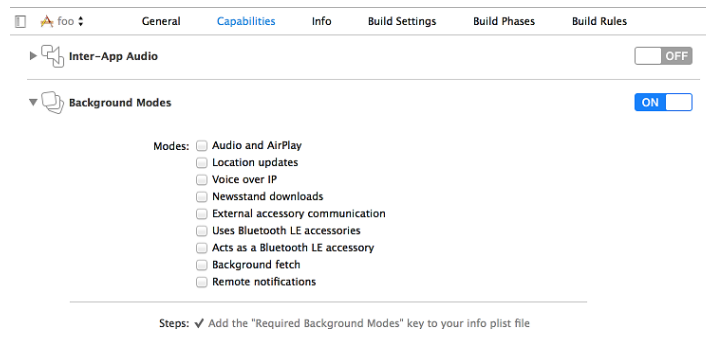 foo General Capabilities Info Build Settings Build Phases Build Rules
Inter-App Audio OFF
Background Modes ON
Modes: Audio and AirPlay
Location updates
Voice over IP
Newsstand downloads
External accessory communication
Uses Bluetooth LE accessories
Acts as a Bluetooth LE accessory
Background fetch
Remote notifications
Steps: ✔ Add the "Required Background Modes" key to your info plist file